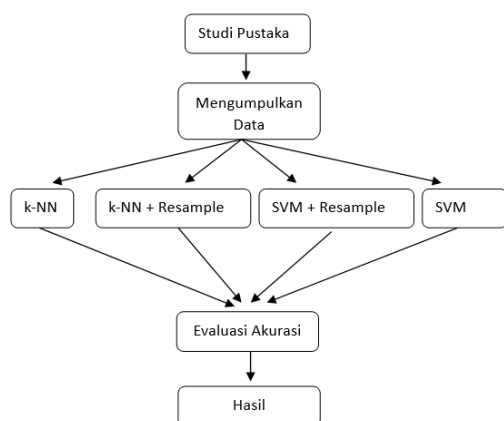 Studi Pustaka
Mengumpulkan
Data
k-NN
k-NN + Resample
SVM + Resample
SVM
Evaluasi Akurasi
Hasil